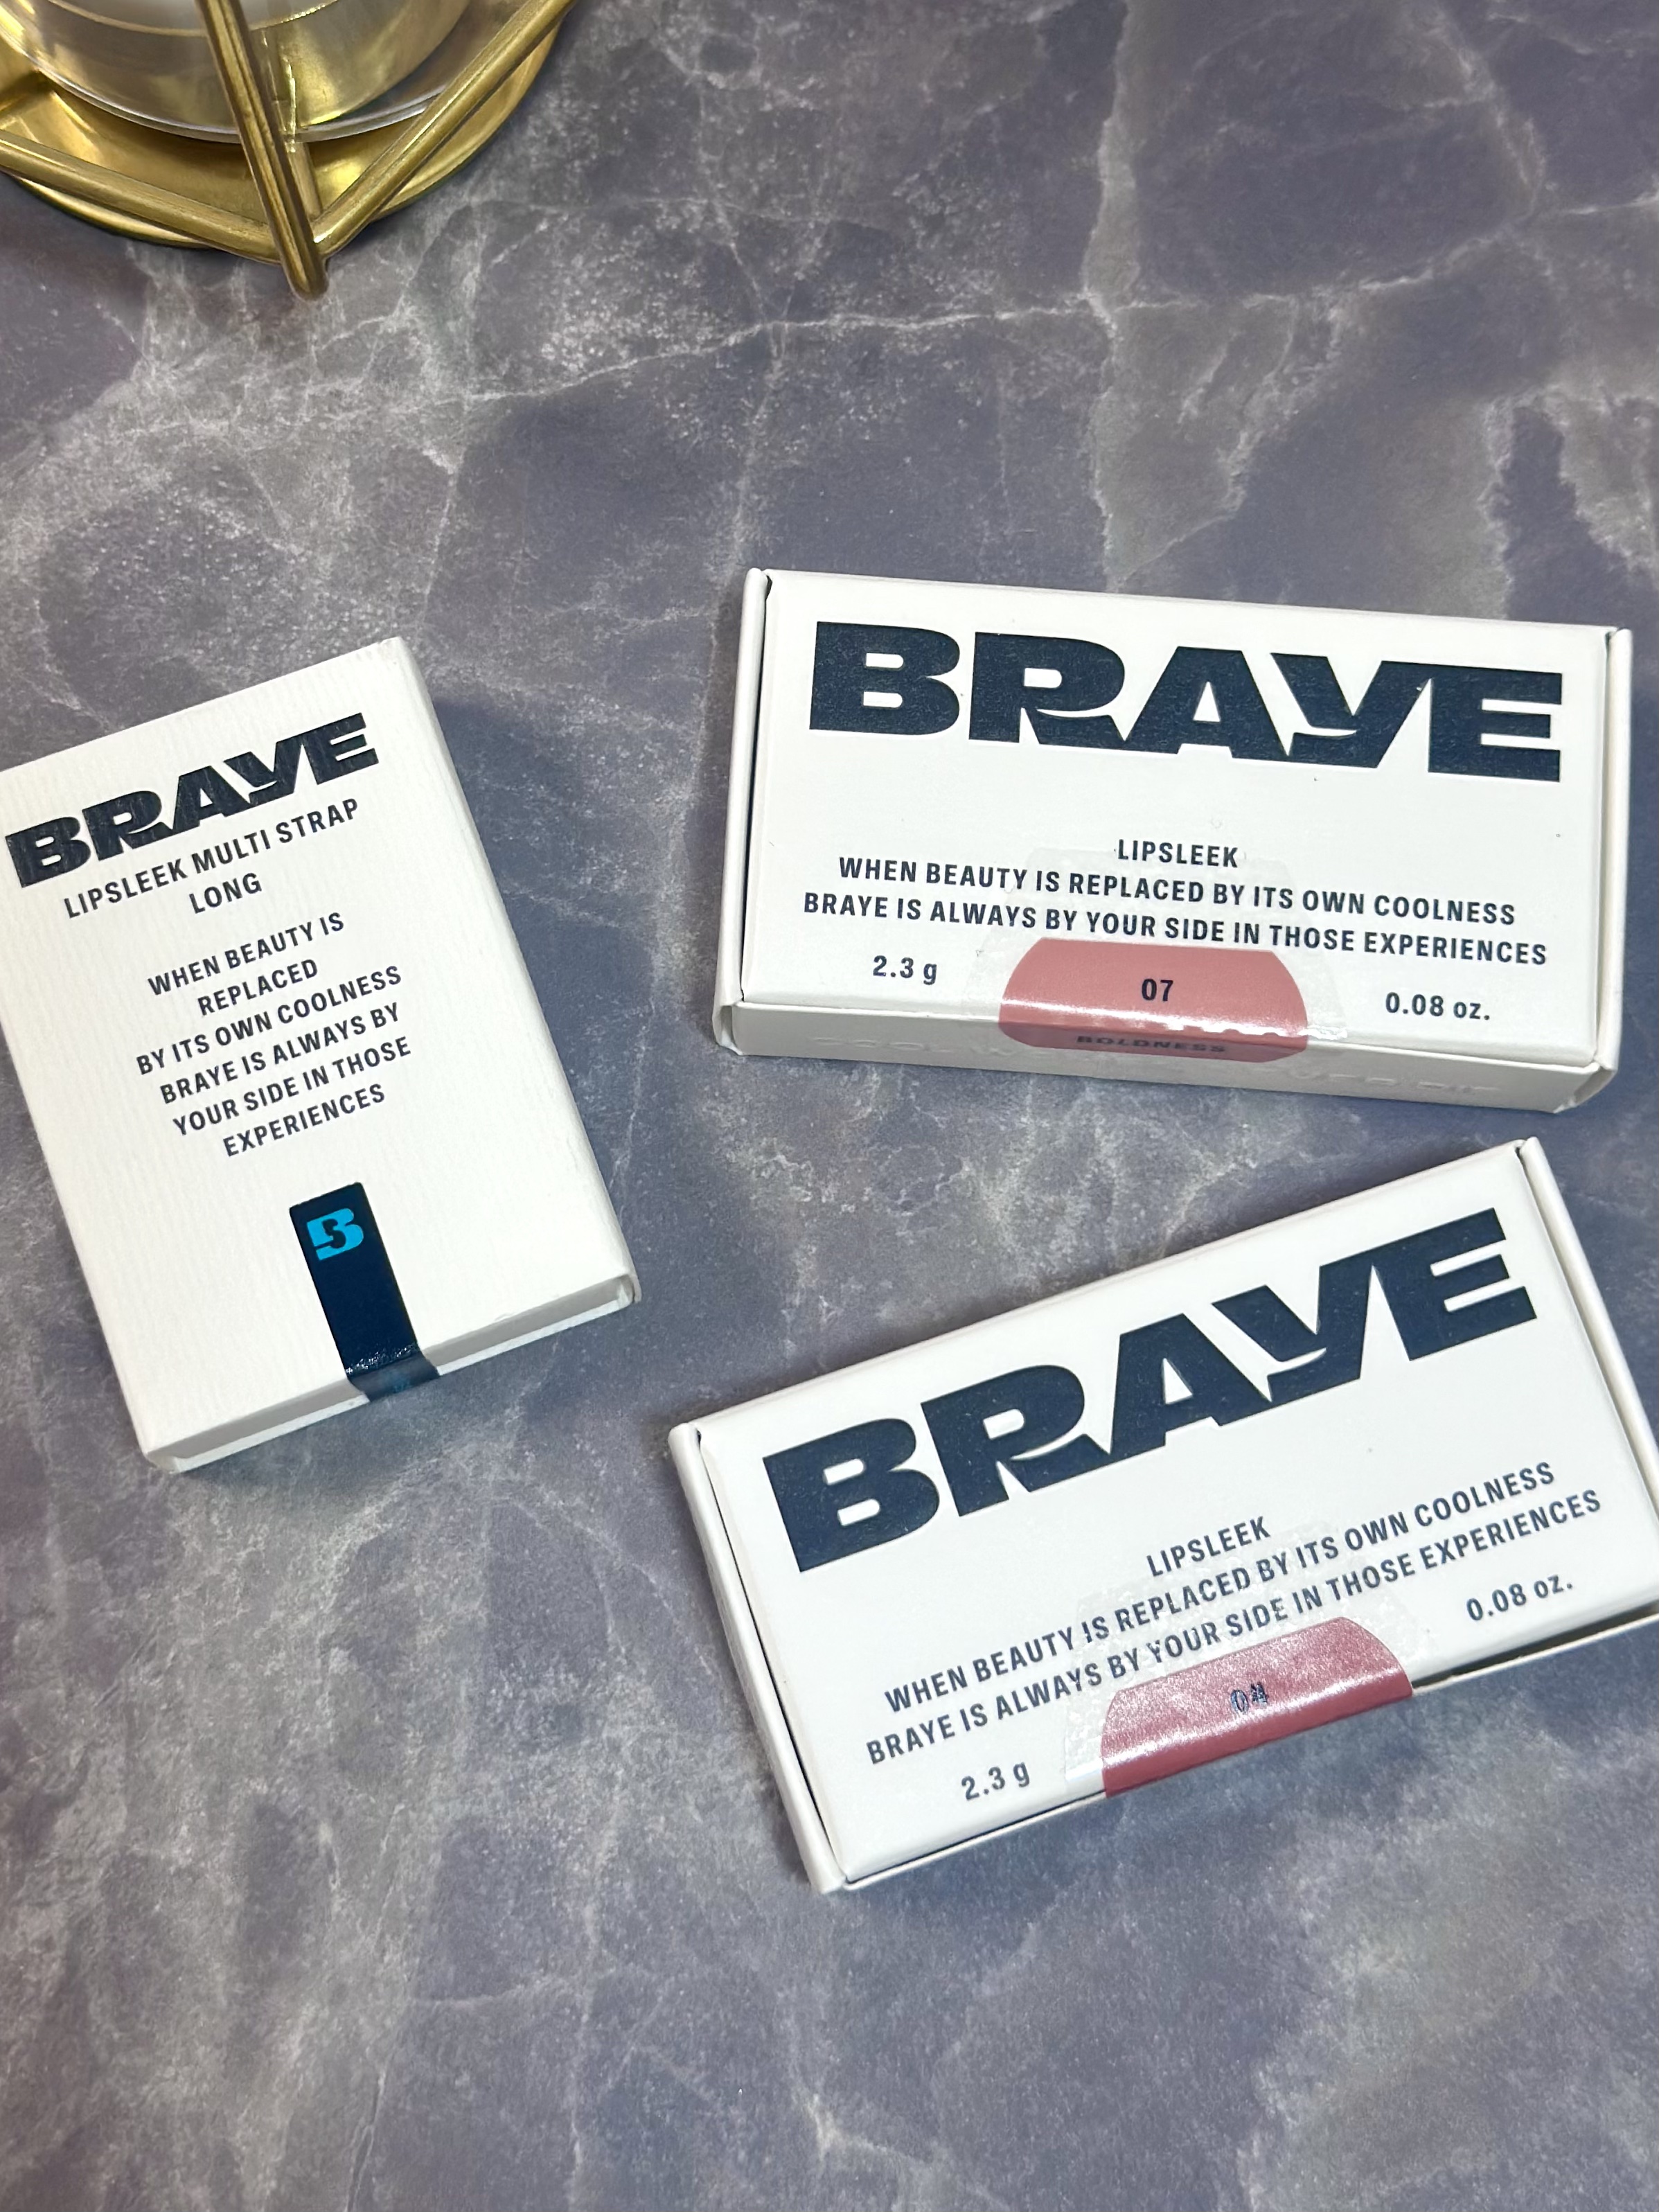 BRAYE
LIPSLEEK MULTI STRAP
LONG
WHEN BEAUTY IS
REPLACED
BY ITS OWN COOLNESS
BRAYE IS ALWAYS BY
YOUR SIDE IN THOSE
EXPERIENCES
B
BRAYE
LIPSLEEK
WHEN BEAUTY IS REPLACED BY ITS OWN COOLNESS
BRAYE IS ALWAYS BY YOUR SIDE IN THOSE EXPERIENCES
2.3 g 07 0.08 oz.
BOLDNESS
BRAYE
LIPSLEEK
WHEN BEAUTY IS REPLACED BY ITS OWN COOLNESS
BRAYE IS ALWAYS BY YOUR SIDE IN THOSE EXPERIENCES
2.3 g 04 0.08 oz.